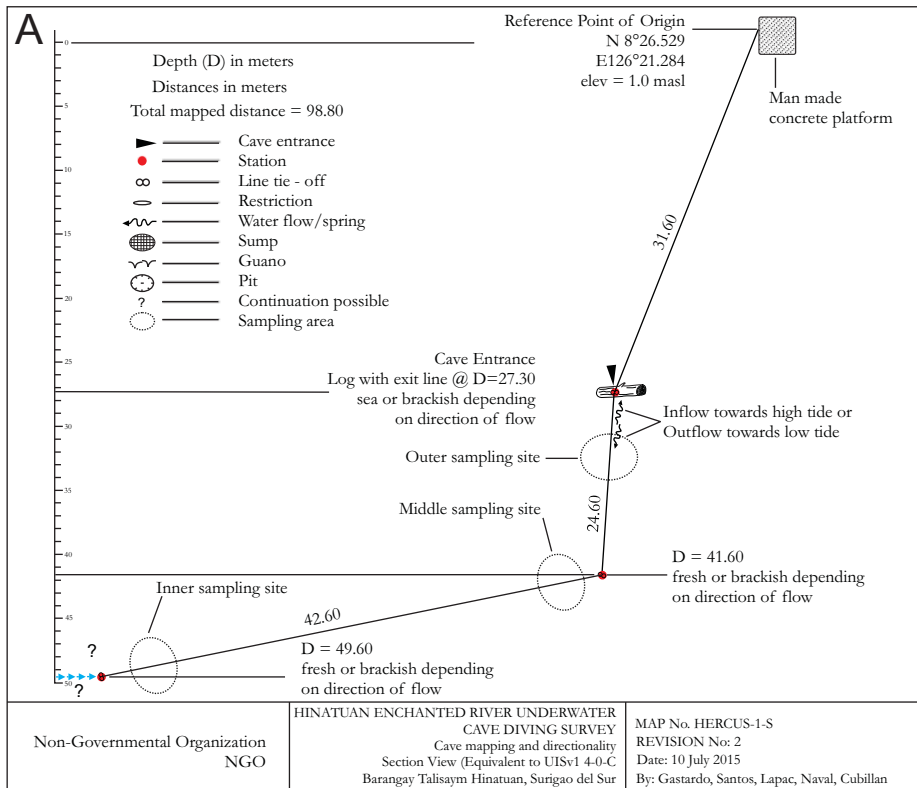 A
Reference Point of Origin
N 8°26.529
E126°21.284
elev = 1.0 masl
Man made
concrete platform
0
5
10
15
20
25
30
35
40
45
50
Depth (D) in meters
Distances in meters
Total mapped distance = 98.80
Cave entrance
Station
Line tie - off
Restriction
Water flow/spring
Sump
Guano
Pit
? Continuation possible
Sampling area
31.60
Cave Entrance
Log with exit line @ D=27.30
sea or brackish depending
on direction of flow
Inflow towards high tide or
Outflow towards low tide
Outer sampling site
24.60
Middle sampling site
D = 41.60
fresh or brackish depending
on direction of flow
Inner sampling site
42.60
?
?
D = 49.60
fresh or brackish depending
on direction of flow
Non-Governmental Organization
NGO
HINATUAN ENCHANTED RIVER UNDERWATER
CAVE DIVING SURVEY
Cave mapping and directionality
Section View (Equivalent to UISv1 4-0-C
Barangay Talisaym Hinatuan, Surigao del Sur
MAP No. HERCUS-1-S
REVISION No: 2
Date: 10 July 2015
By: Gastardo, Santos, Lapac, Naval, Cubillan